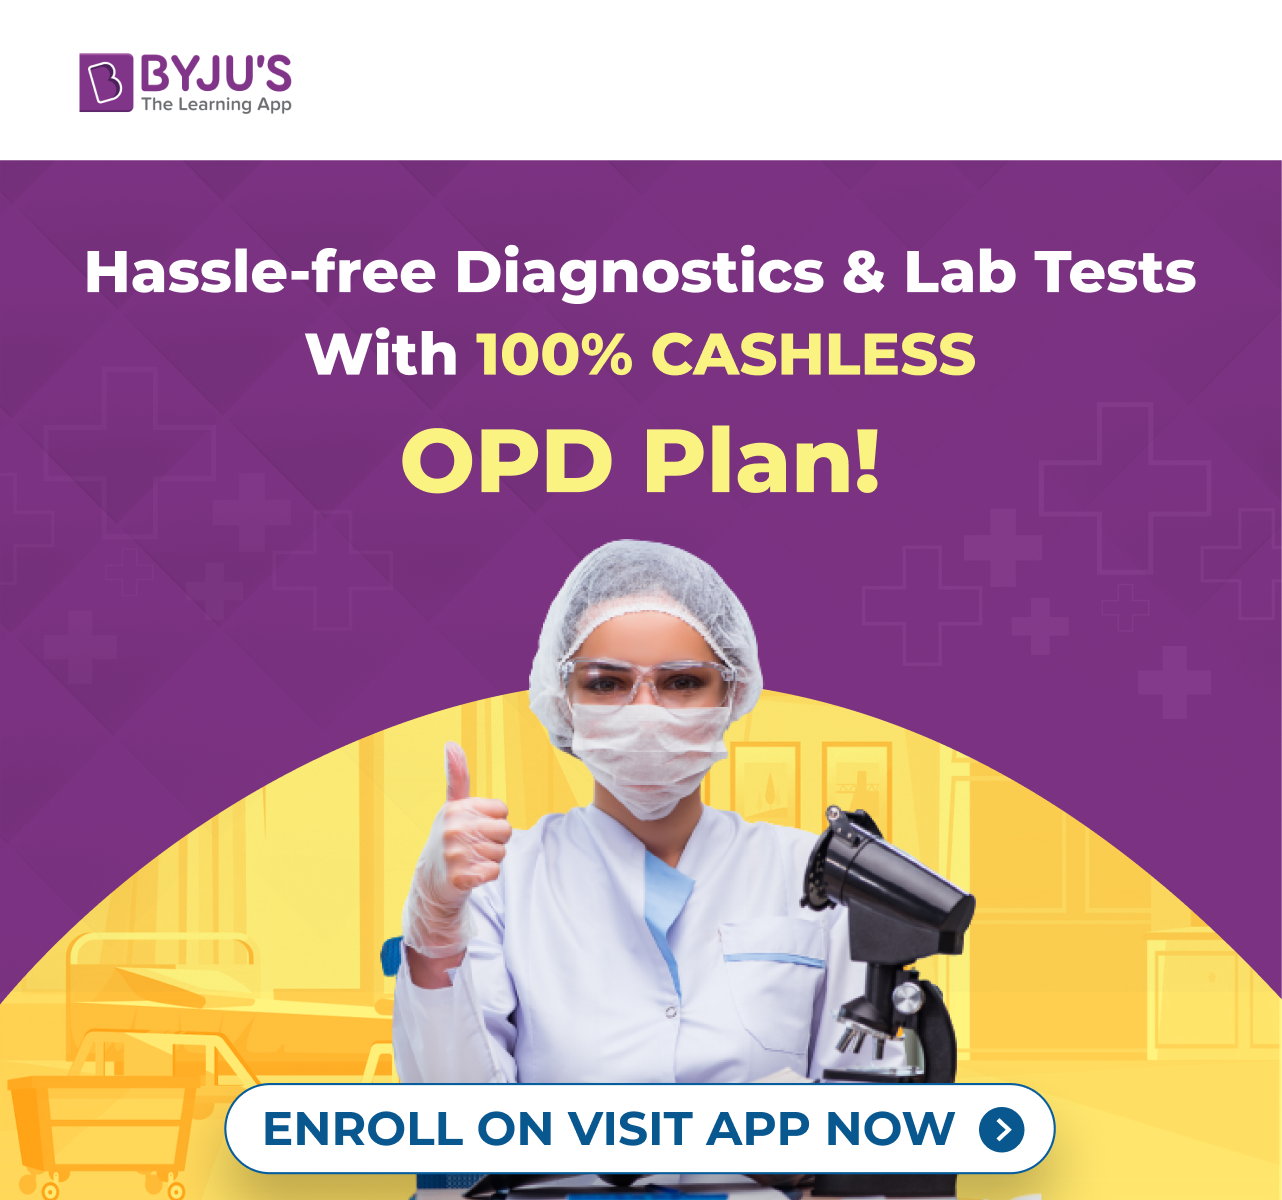 BYJU'S
The Learning App
Hassle-free Diagnostics & Lab Tests
With 100% CASHLESS
OPD Plan!
ENROLL ON VISIT APP NOW